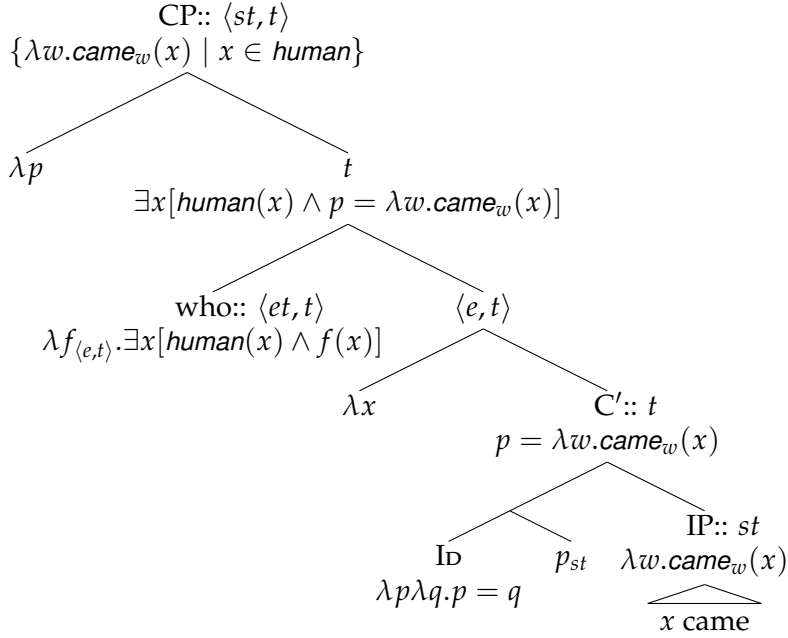 CP:: ⟨st, t⟩
{λw.came_w(x) | x ∈ human}
λp t
∃x[human(x) ∧ p = λw.came_w(x)]
who:: ⟨et, t⟩ ⟨e, t⟩
λf_⟨e,t⟩.∃x[human(x) ∧ f(x)]
λx C′:: t
p = λw.came_w(x)
IP:: st
ID p_st λw.came_w(x)
λpλq.p = q
x came